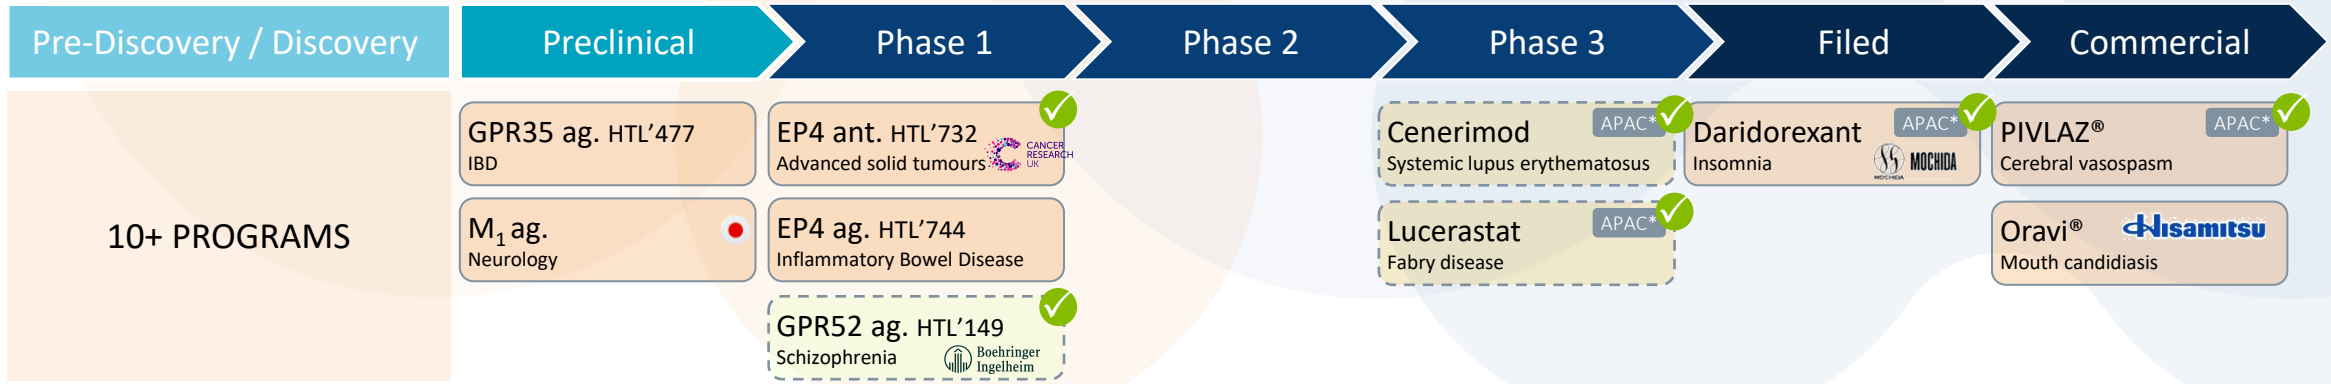 Pre-Discovery / Discovery
Preclinical
Phase 1
Phase 2
Phase 3
Filed
Commercial
10+ PROGRAMS
GPR35 ag. HTL’477
IBD
M₁ ag.
Neurology
EP4 ant. HTL’732
Advanced solid tumours
CANCER
RESEARCH
UK
EP4 ag. HTL’744
Inflammatory Bowel Disease
GPR52 ag. HTL’149
Schizophrenia
Boehringer
Ingelheim
Cenerimod
APAC*
Systemic lupus erythematosus
Lucerastat
APAC*
Fabry disease
Daridorexant
APAC*
Insomnia
MOCHIDA
MOCHIDA
PIVLAZ®
APAC*
Cerebral vasospasm
Oravi®
Hisamitsu
Mouth candidiasis